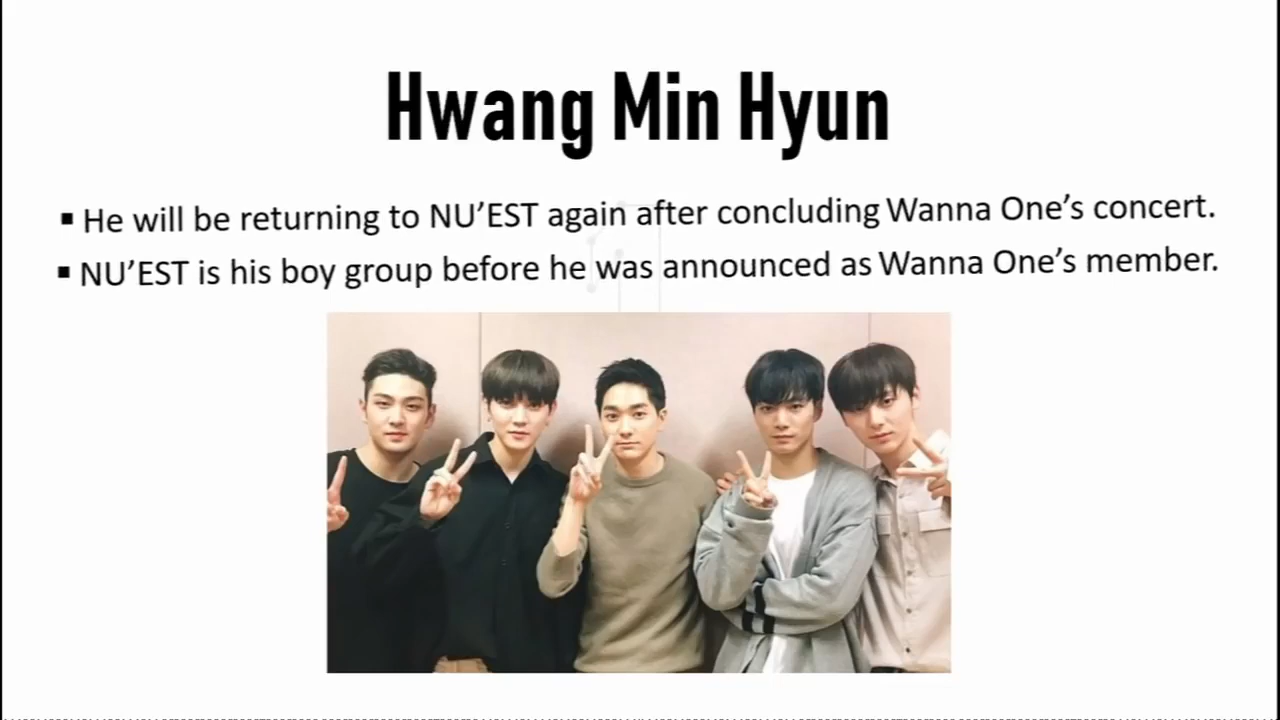 Hwang Min Hyun
▪ He will be returning to NU’EST again after concluding Wanna One’s concert.
▪ NU’EST is his boy group before he was announced as Wanna One’s member.